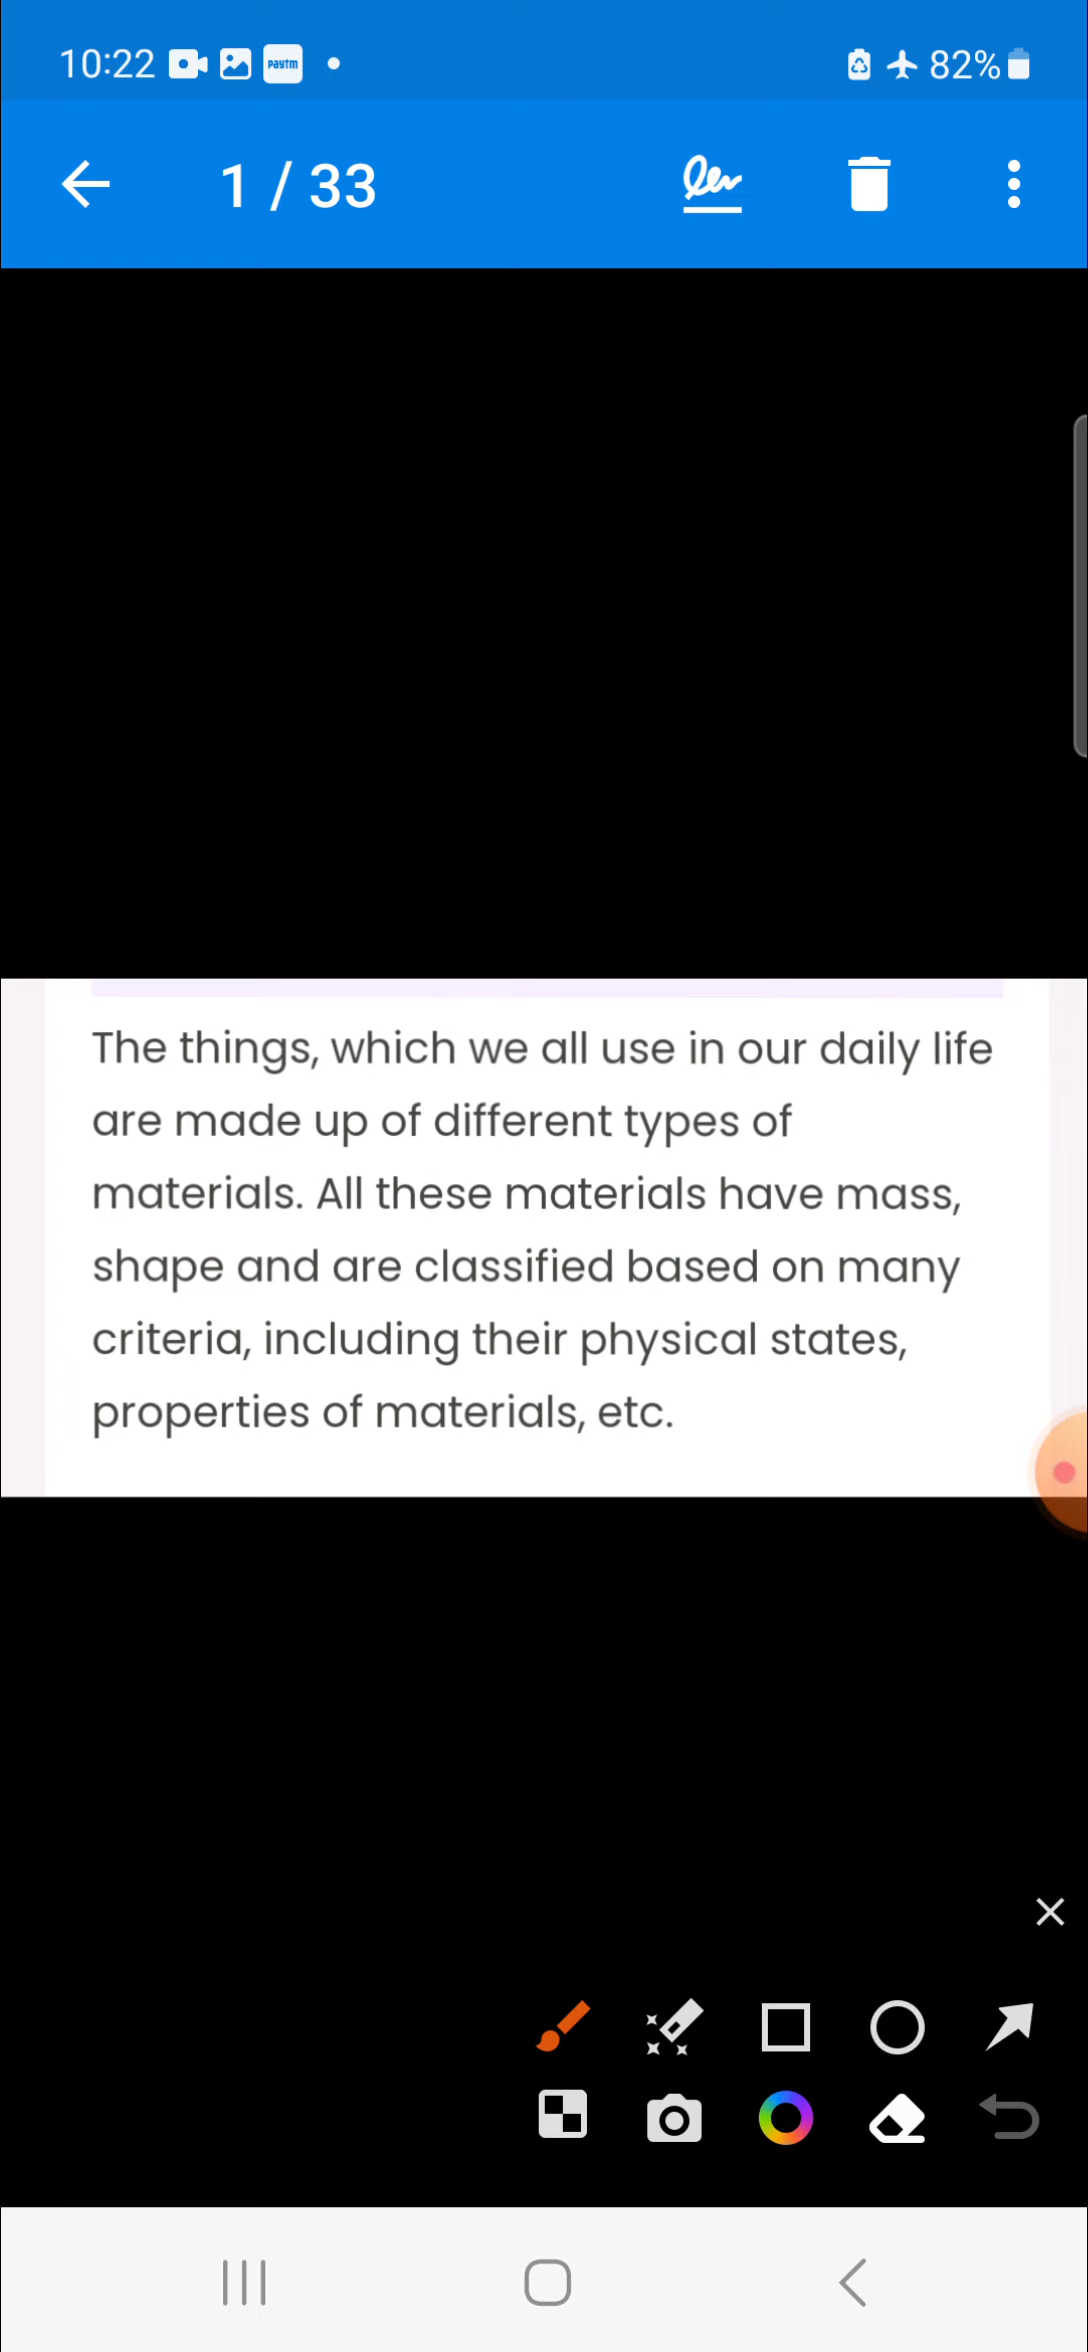 10:22 Paytm 82%
1 / 33
The things, which we all use in our daily life
are made up of different types of
materials. All these materials have mass,
shape and are classified based on many
criteria, including their physical states,
properties of materials, etc.